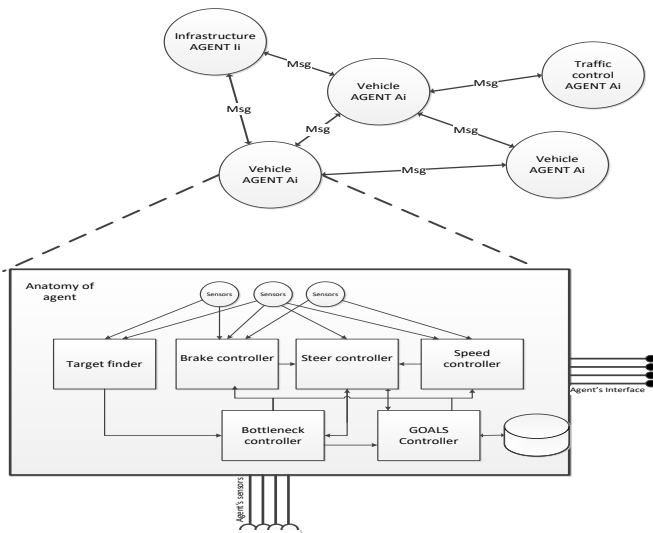 Infrastructure
AGENT Ii
Msg
Vehicle
AGENT Ai
Msg
Traffic
control
AGENT Ai
Msg
Msg
Msg
Vehicle
AGENT Ai
Msg
Vehicle
AGENT Ai
Anatomy of
agent
Sensors
Sensors
Sensors
Target finder
Brake controller
Steer controller
Speed
controller
Agent's Interface
Bottleneck
controller
GOALS
Controller
Agent's sensors